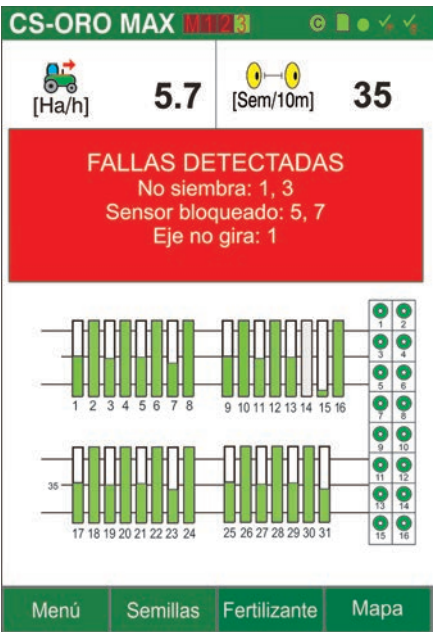 CS-ORO MAX M 1 2 3 ©
[Ha/h] 5.7 [Sem/10m] 35
FALLAS DETECTADAS
No siembra: 1, 3
Sensor bloqueado: 5, 7
Eje no gira: 1
1 2
3 4
5 6
7 8
9 10
11 12
13 14
15 16
1 2 3 4 5 6 7 8 9 10 11 12 13 14 15 16
35
17 18 19 20 21 22 23 24 25 26 27 28 29 30 31
Menú Semillas Fertilizante Mapa